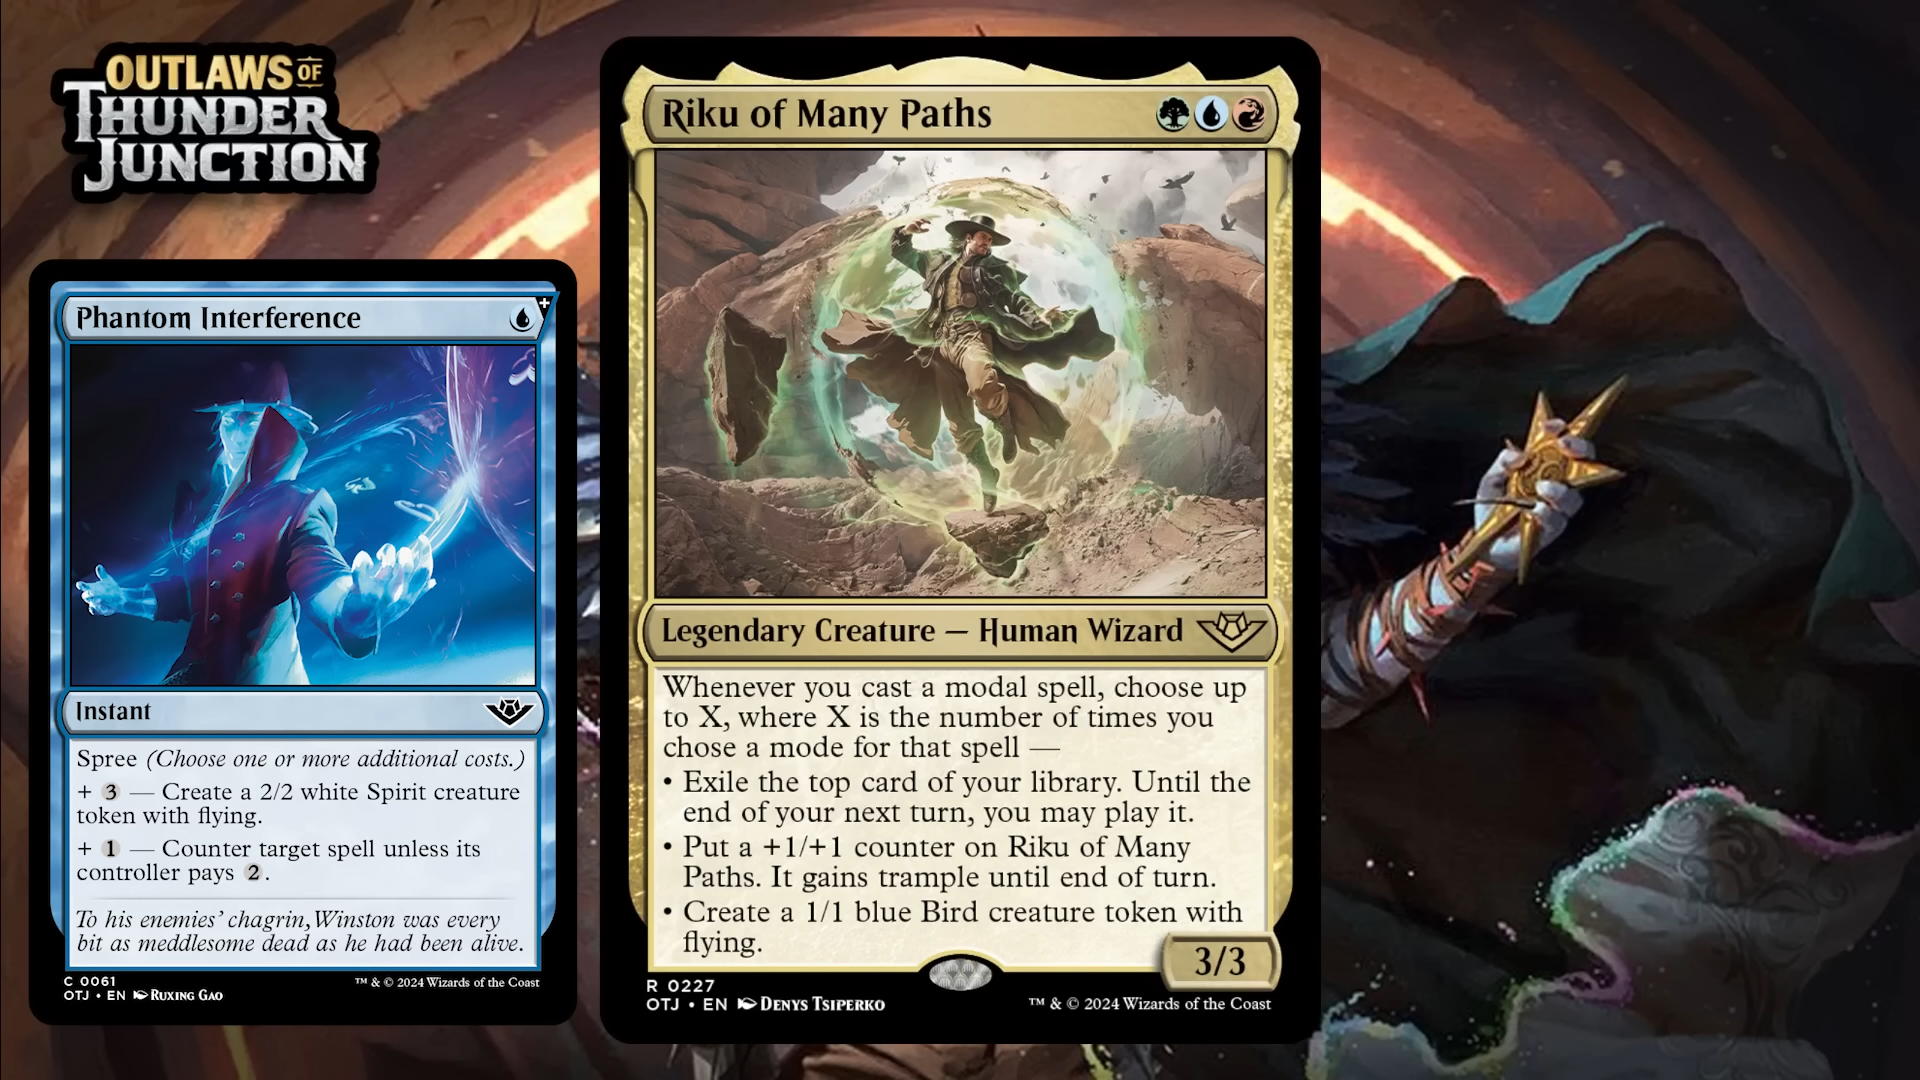 OUTLAWS OF
THUNDER
JUNCTION
Phantom Interference
Instant
Spree (Choose one or more additional costs.)
+ 3 — Create a 2/2 white Spirit creature
token with flying.
+ 1 — Counter target spell unless its
controller pays 2.
To his enemies' chagrin, Winston was every
bit as meddlesome dead as he had been alive.
C 0061
OTJ • EN RUXING GAO
™ & © 2024 Wizards of the Coast
Riku of Many Paths
Legendary Creature — Human Wizard
Whenever you cast a modal spell, choose up
to X, where X is the number of times you
chose a mode for that spell —
• Exile the top card of your library. Until the
end of your next turn, you may play it.
• Put a +1/+1 counter on Riku of Many
Paths. It gains trample until end of turn.
• Create a 1/1 blue Bird creature token with
flying.
3/3
R 0227
OTJ • EN DENYS TSIPERKO
™ & © 2024 Wizards of the Coast